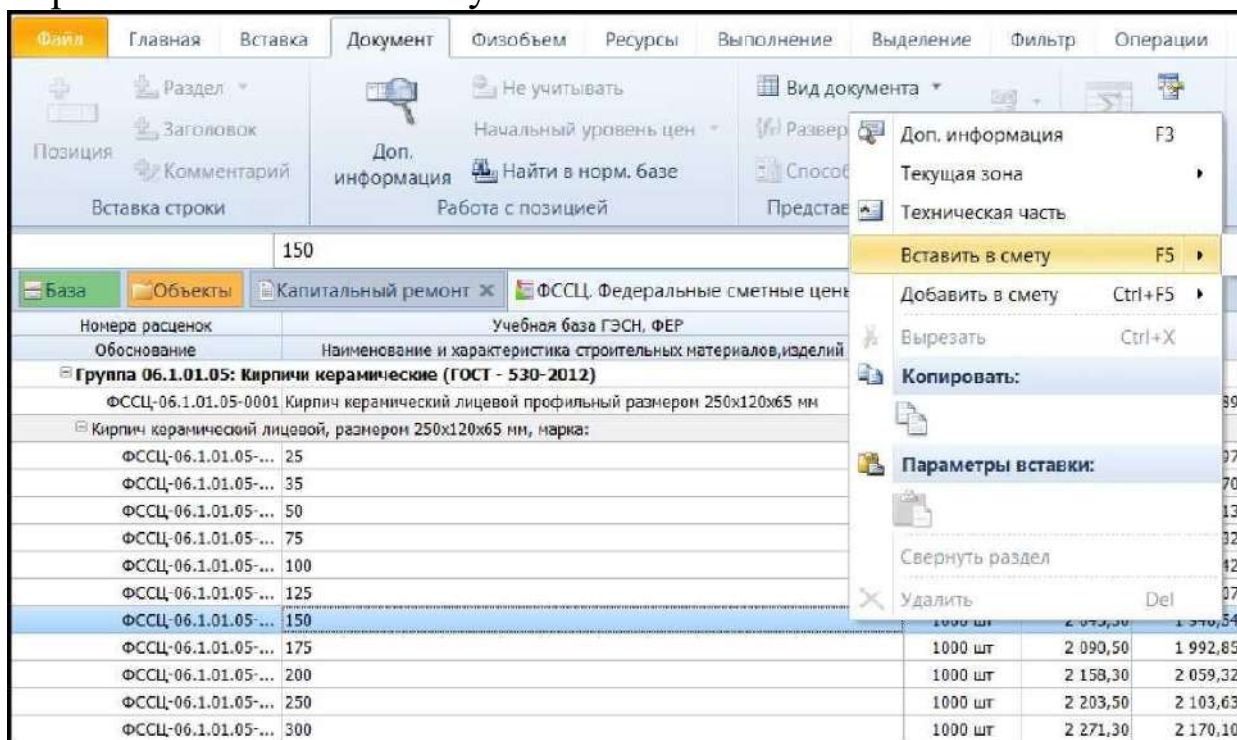 Файл Главная Вставка Документ Физобъем Ресурсы Выполнение Выделение Фильтр Операции
Раздел Не учитывать Вид документа
Заголовок Начальный уровень цен
Позиция Комментарий Доп. информация Найти в норм. базе
Вставка строки Работа с позицией
Доп. информация F3
Текущая зона
Техническая часть
Вставить в смету F5
Добавить в смету Ctrl+F5
Вырезать Ctrl+X
Копировать:
Параметры вставки:
Свернуть раздел
Удалить Del
150
База Объекты Капитальный ремонт ФССЦ. Федеральные сметные цены
Номера расценок Учебная база ГЭСН, ФЕР
Обоснование Наименование и характеристика строительных материалов,изделий
Группа 06.1.01.05: Кирпичи керамические (ГОСТ - 530-2012)
ФССЦ-06.1.01.05-0001 Кирпич керамический лицевой профильный размером 250х120х65 мм
Кирпич керамический лицевой, размером 250х120х65 мм, марка:
ФССЦ-06.1.01.05-... 25
ФССЦ-06.1.01.05-... 35
ФССЦ-06.1.01.05-... 50
ФССЦ-06.1.01.05-... 75
ФССЦ-06.1.01.05-... 100
ФССЦ-06.1.01.05-... 125
ФССЦ-06.1.01.05-... 150
ФССЦ-06.1.01.05-... 175 1000 шт 2 090,50 1 992,85
ФССЦ-06.1.01.05-... 200 1000 шт 2 158,30 2 059,32
ФССЦ-06.1.01.05-... 250 1000 шт 2 203,50 2 103,63
ФССЦ-06.1.01.05-... 300 1000 шт 2 271,30 2 170,10